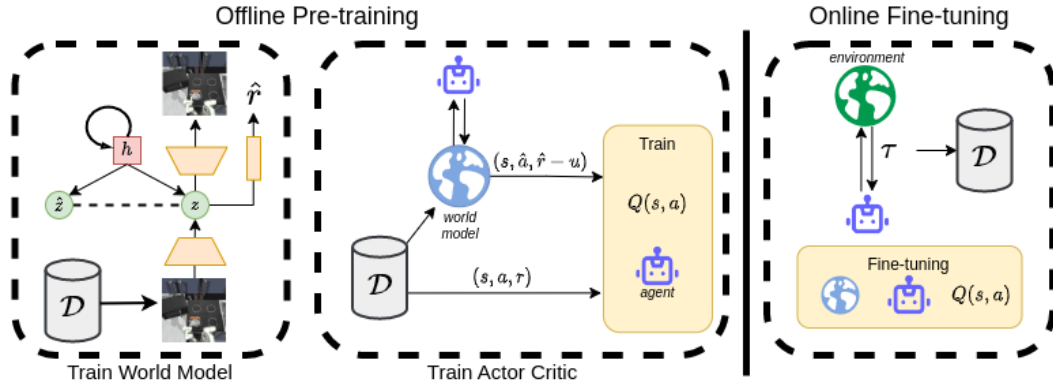 Offline Pre-training
Online Fine-tuning
r̂
h
ẑ
z
𝒟
Train World Model
world
model
(s, â, r̂ − u)
𝒟
(s, a, r)
Train
Q(s, a)
agent
Train Actor Critic
environment
τ
𝒟
Fine-tuning
Q(s, a)